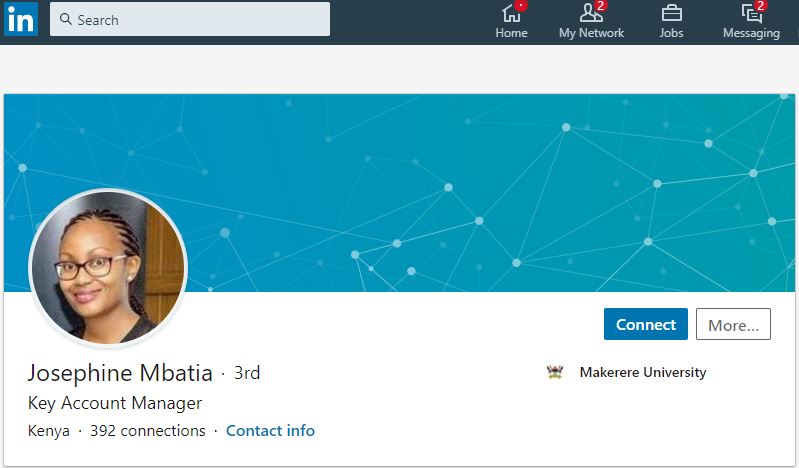 in Search
Home
2
My Network
Jobs
2
Messaging
Connect
More...
Josephine Mbatia · 3rd
Makerere University
Key Account Manager
Kenya · 392 connections · Contact info